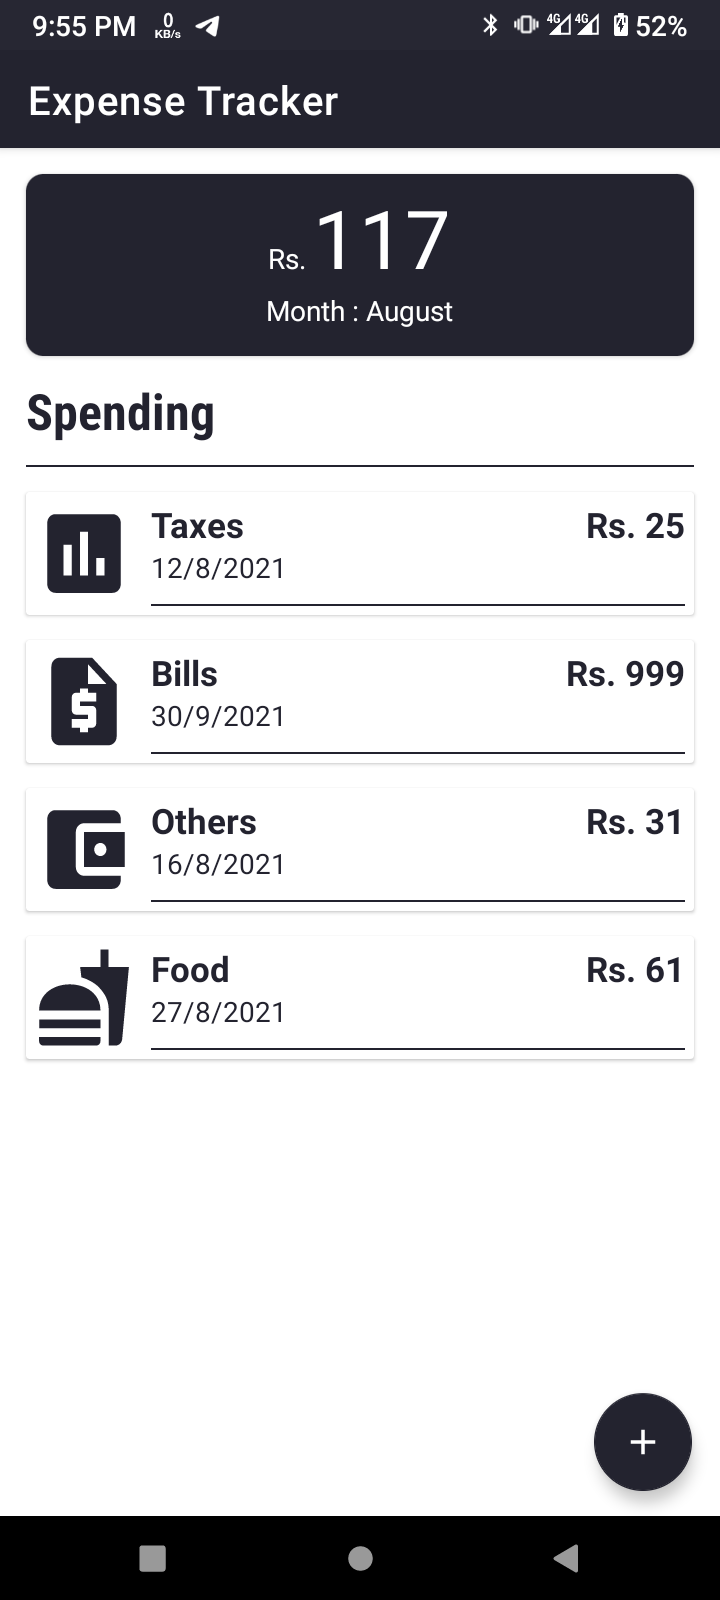 9:55 PM 0 KB/s 4G 4G 52%
Expense Tracker
Rs. 117
Month : August
Spending
Taxes Rs. 25
12/8/2021
Bills Rs. 999
30/9/2021
Others Rs. 31
16/8/2021
Food Rs. 61
27/8/2021